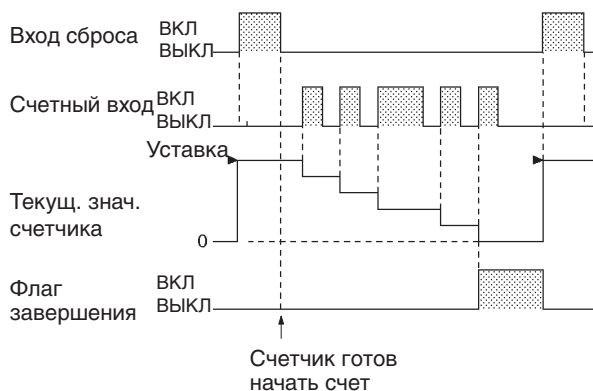 Вход сброса
ВКЛ
ВЫКЛ
Счетный вход
ВКЛ
ВЫКЛ
Уставка
Текущ. знач.
счетчика
0
Флаг
завершения
ВКЛ
ВЫКЛ
Счетчик готов
начать счет